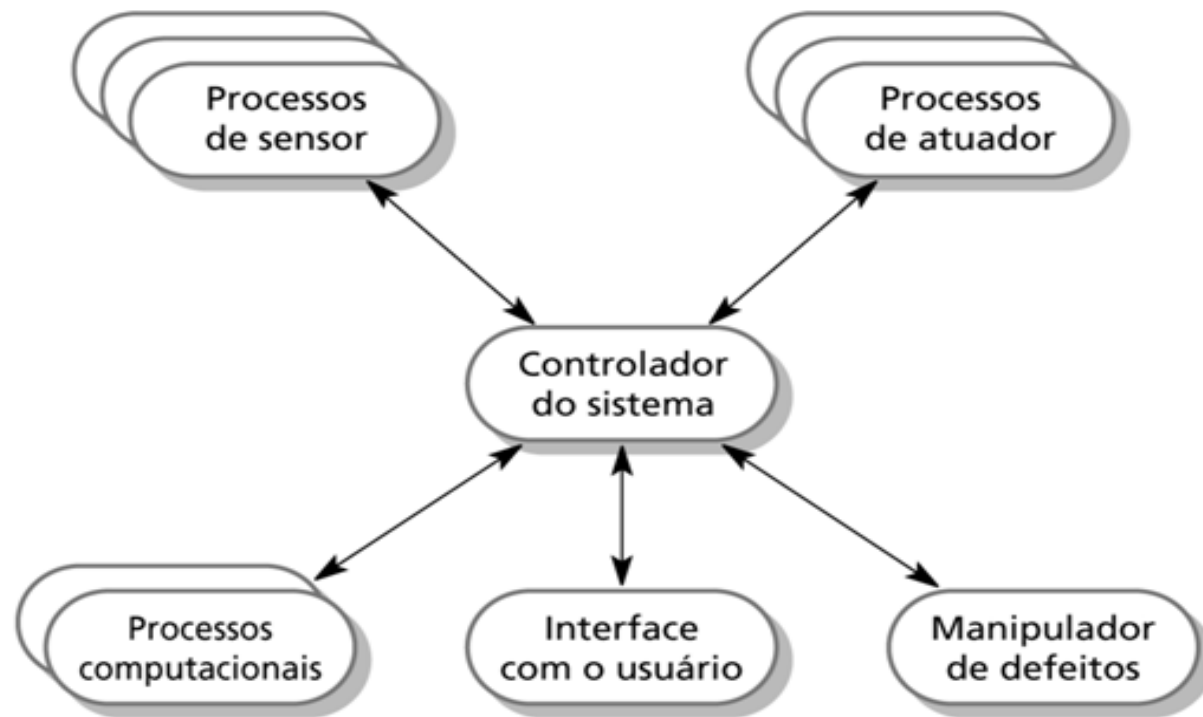 Processos
de sensor
Processos
de atuador
Controlador
do sistema
Processos
computacionais
Interface
com o usuário
Manipulador
de defeitos